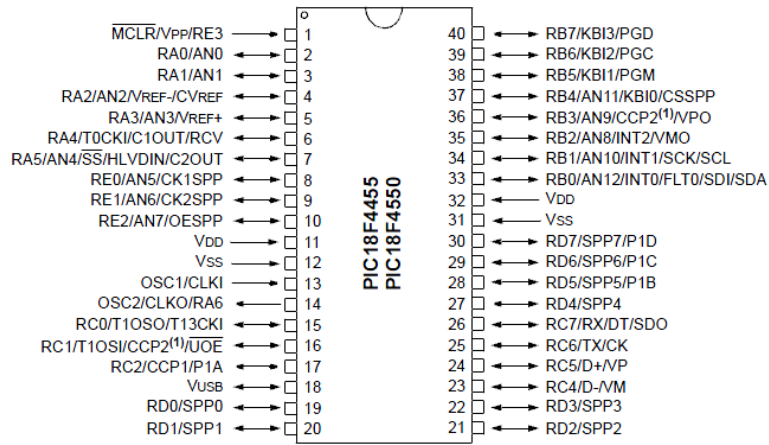 MCLR/VPP/RE3 1
RA0/AN0 2
RA1/AN1 3
RA2/AN2/VREF-/CVREF 4
RA3/AN3/VREF+ 5
RA4/T0CKI/C1OUT/RCV 6
RA5/AN4/SS/HLVDIN/C2OUT 7
RE0/AN5/CK1SPP 8
RE1/AN6/CK2SPP 9
RE2/AN7/OESPP 10
VDD 11
VSS 12
OSC1/CLKI 13
OSC2/CLKO/RA6 14
RC0/T1OSO/T13CKI 15
RC1/T1OSI/CCP2(1)/UOE 16
RC2/CCP1/P1A 17
VUSB 18
RD0/SPP0 19
RD1/SPP1 20
PIC18F4455
PIC18F4550
40 RB7/KBI3/PGD
39 RB6/KBI2/PGC
38 RB5/KBI1/PGM
37 RB4/AN11/KBI0/CSSPP
36 RB3/AN9/CCP2(1)/VPO
35 RB2/AN8/INT2/VMO
34 RB1/AN10/INT1/SCK/SCL
33 RB0/AN12/INT0/FLT0/SDI/SDA
32 VDD
31 VSS
30 RD7/SPP7/P1D
29 RD6/SPP6/P1C
28 RD5/SPP5/P1B
27 RD4/SPP4
26 RC7/RX/DT/SDO
25 RC6/TX/CK
24 RC5/D+/VP
23 RC4/D-/VM
22 RD3/SPP3
21 RD2/SPP2